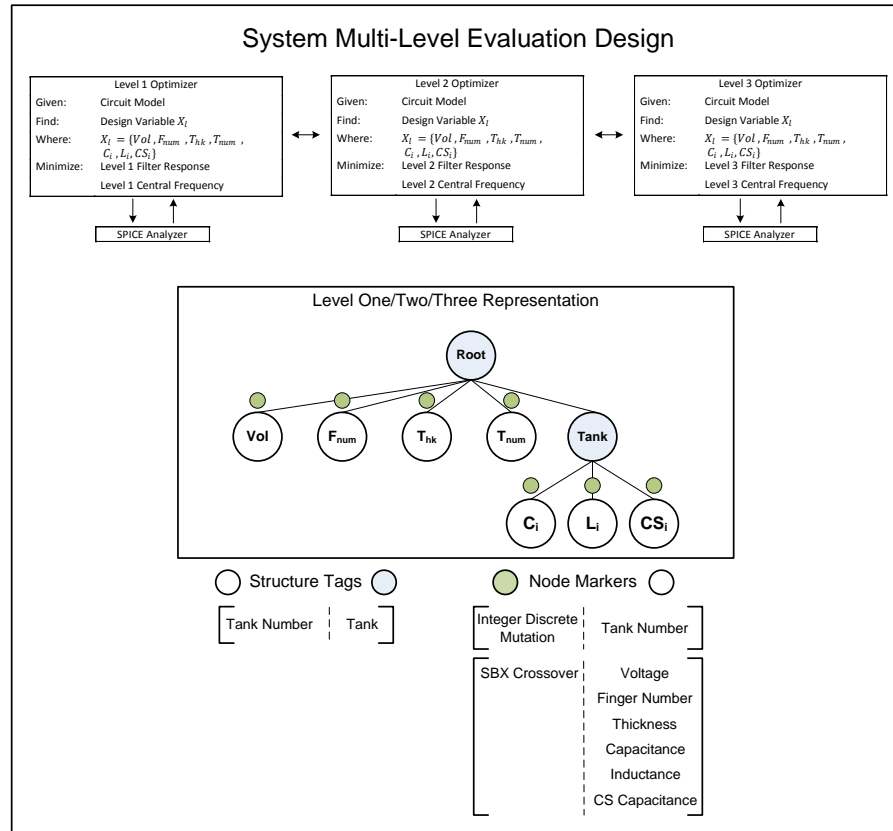 System Multi-Level Evaluation Design
Level 1 Optimizer
Given: Circuit Model
Find: Design Variable X_l
Where: X_l = {Vol , F_num , T_hk , T_num ,
C_i , L_i , CS_i}
Minimize: Level 1 Filter Response
Level 1 Central Frequency
SPICE Analyzer
Level 2 Optimizer
Given: Circuit Model
Find: Design Variable X_l
Where: X_l = {Vol , F_num , T_hk , T_num ,
C_i , L_i , CS_i}
Minimize: Level 2 Filter Response
Level 2 Central Frequency
SPICE Analyzer
Level 3 Optimizer
Given: Circuit Model
Find: Design Variable X_l
Where: X_l = {Vol , F_num , T_hk , T_num ,
C_i , L_i , CS_i}
Minimize: Level 3 Filter Response
Level 3 Central Frequency
SPICE Analyzer
Level One/Two/Three Representation
Root
Vol F_num T_hk T_num Tank
C_i L_i CS_i
Structure Tags
Tank Number Tank
Node Markers
Integer Discrete
Mutation
Tank Number
SBX Crossover
Voltage
Finger Number
Thickness
Capacitance
Inductance
CS Capacitance